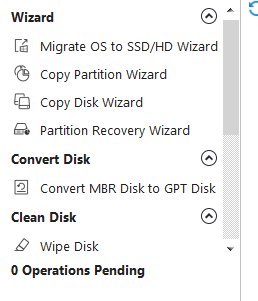 Wizard
Migrate OS to SSD/HD Wizard
Copy Partition Wizard
Copy Disk Wizard
Partition Recovery Wizard
Convert Disk
Convert MBR Disk to GPT Disk
Clean Disk
Wipe Disk
0 Operations Pending